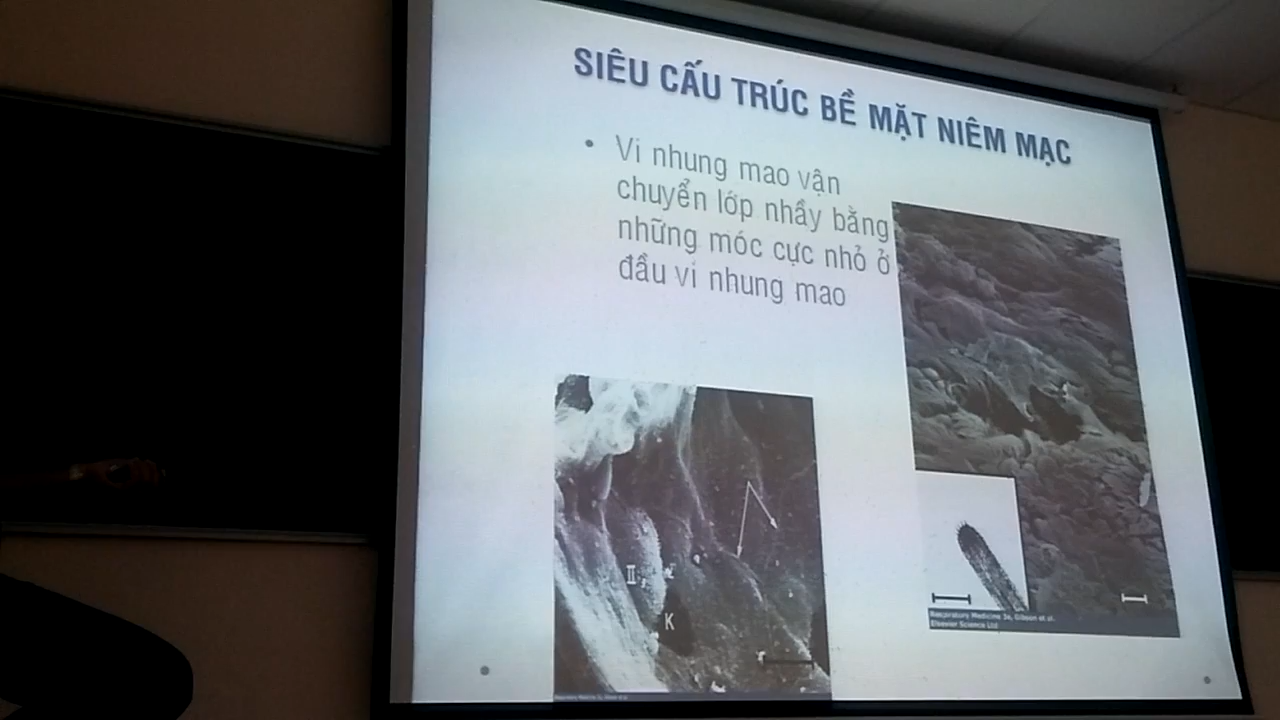 SIÊU CẤU TRÚC BỀ MẶT NIÊM MẠC
• Vi nhung mao vận
chuyển lớp nhầy bằng
những móc cực nhỏ ở
đầu vi nhung mao
II,
K
Respiratory Medicine 3e, Gibson et al.
Elsevier Science Ltd